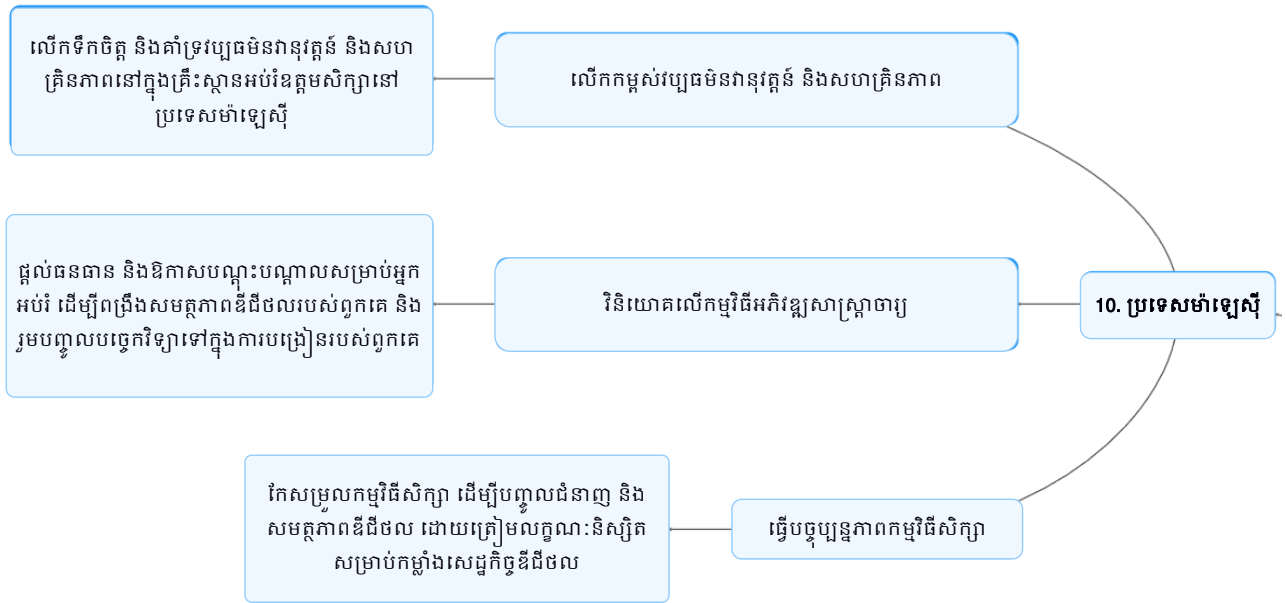 លើកទឹកចិត្ត និងគាំទ្រវប្បធម៌នវានុវត្តន៍ និងសហ
គ្រិនភាពនៅក្នុងគ្រឹះស្ថានអប់រំឧត្តមសិក្សានៅ
ប្រទេសម៉ាឡេស៊ី
លើកកម្ពស់វប្បធម៌នវានុវត្តន៍ និងសហគ្រិនភាព
ផ្តល់ធនធាន និងឱកាសបណ្តុះបណ្តាលសម្រាប់អ្នក
អប់រំ ដើម្បីពង្រឹងសមត្ថភាពឌីជីថលរបស់ពួកគេ និង
រួមបញ្ចូលបច្ចេកវិទ្យាទៅក្នុងការបង្រៀនរបស់ពួកគេ
វិនិយោគលើកម្មវិធីអភិវឌ្ឍសាស្ត្រាចារ្យ
10. ប្រទេសម៉ាឡេស៊ី
កែសម្រួលកម្មវិធីសិក្សា ដើម្បីបញ្ចូលជំនាញ និង
សមត្ថភាពឌីជីថល ដោយត្រៀមលក្ខណៈនិស្សិត
សម្រាប់កម្លាំងសេដ្ឋកិច្ចឌីជីថល
ធ្វើបច្ចុប្បន្នភាពកម្មវិធីសិក្សា